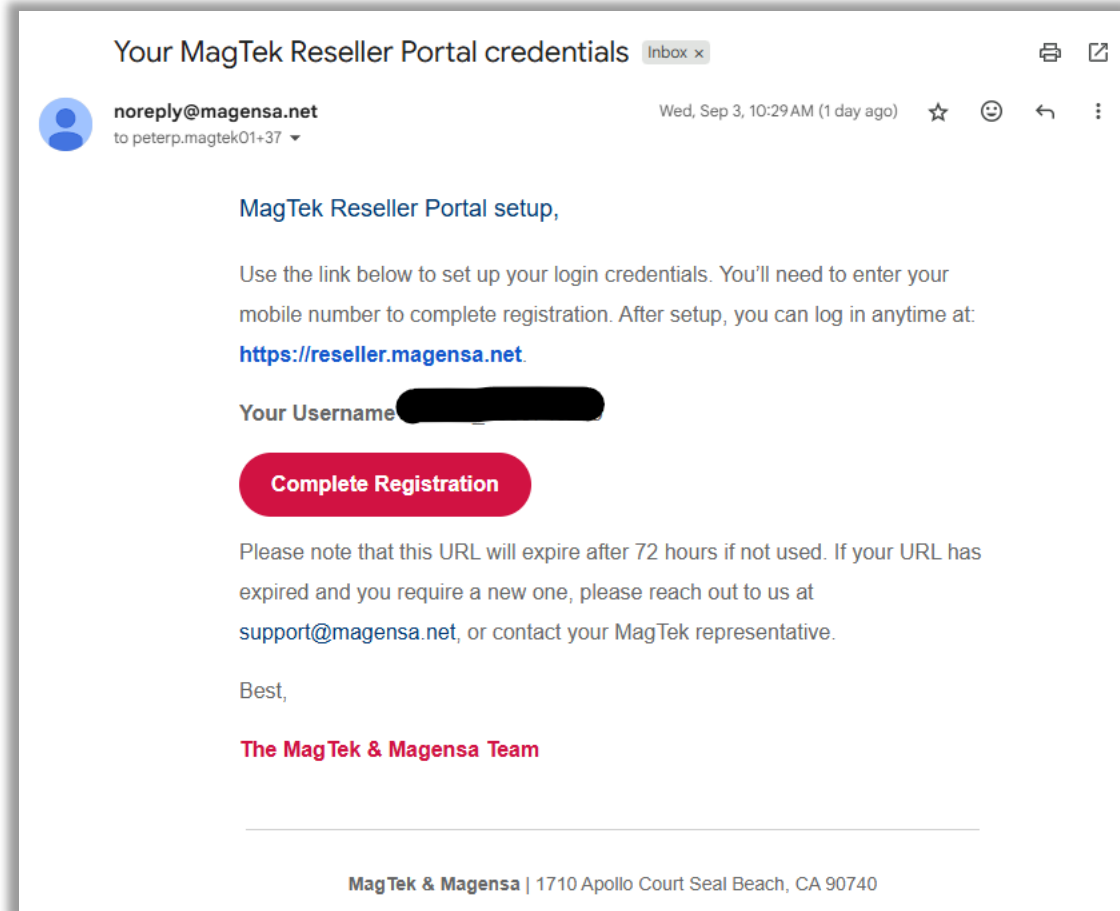 Your MagTek Reseller Portal credentials Inbox ×
noreply@magensa.net Wed, Sep 3, 10:29 AM (1 day ago)
to peterp.magtek01+37
MagTek Reseller Portal setup,
Use the link below to set up your login credentials. You’ll need to enter your
mobile number to complete registration. After setup, you can log in anytime at:
https://reseller.magensa.net.
Your Username
Complete Registration
Please note that this URL will expire after 72 hours if not used. If your URL has
expired and you require a new one, please reach out to us at
support@magensa.net, or contact your MagTek representative.
Best,
The MagTek & Magensa Team
MagTek & Magensa | 1710 Apollo Court Seal Beach, CA 90740